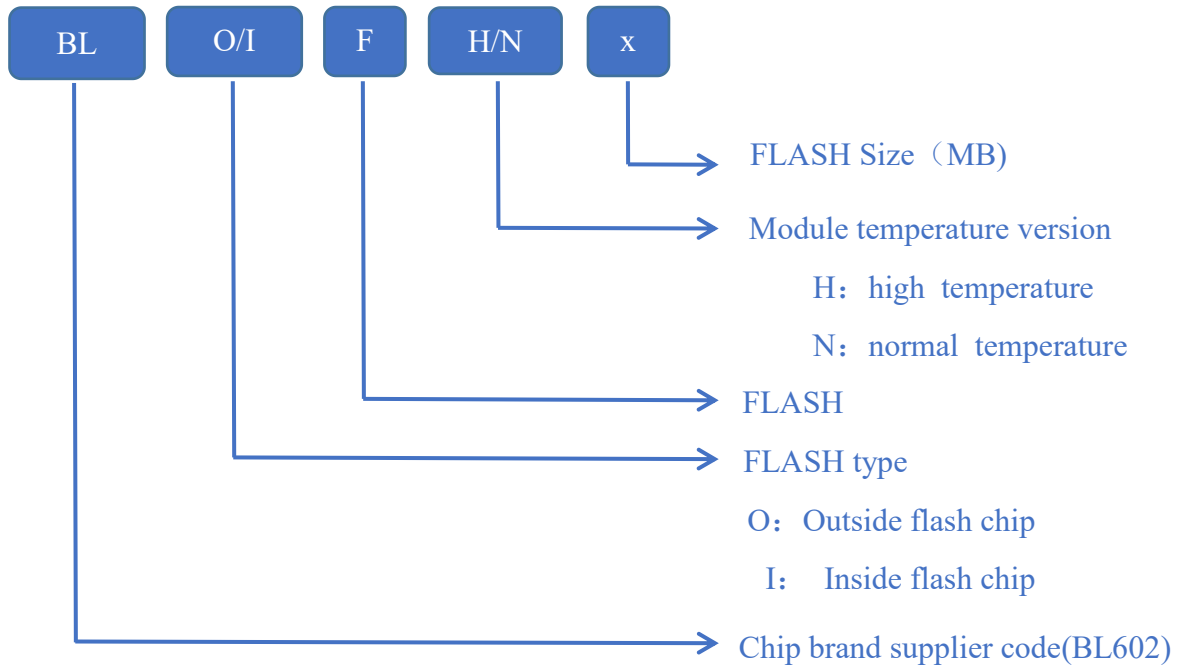 BL O/I F H/N x
FLASH Size（MB)
Module temperature version
H：high temperature
N：normal temperature
FLASH
FLASH type
O：Outside flash chip
I： Inside flash chip
Chip brand supplier code(BL602)